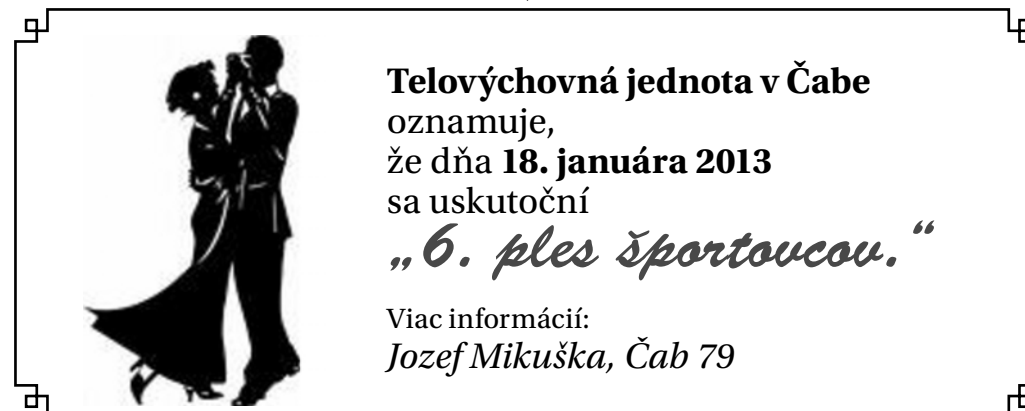 Telovýchovná jednota v Čabe
oznamuje,
že dňa 18. januára 2013
sa uskutoční
„6. ples športovcov.“
Viac informácií:
Jozef Mikuška, Čab 79